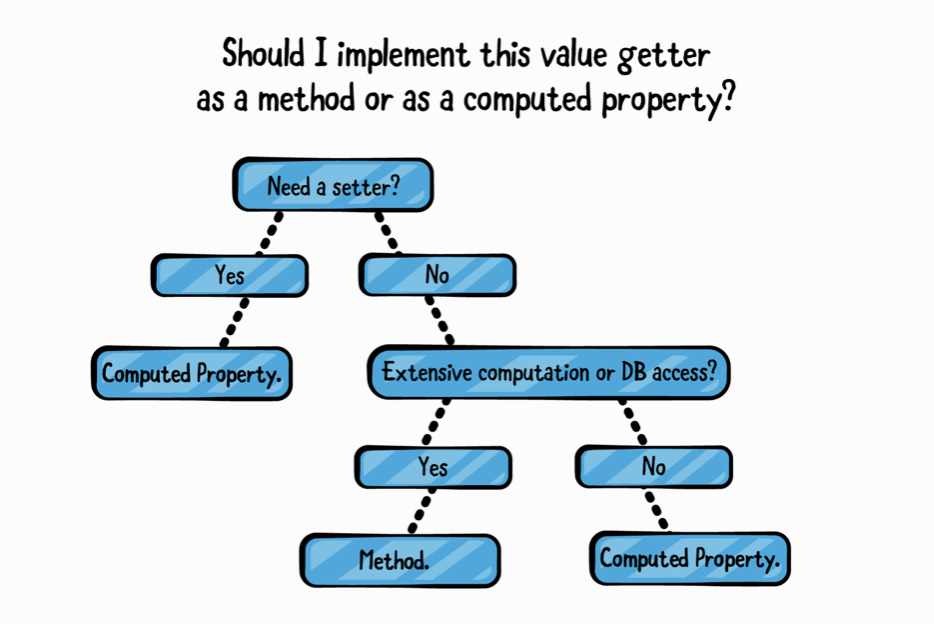 Should I implement this value getter
as a method or as a computed property?
Need a setter?
Yes
No
Computed Property.
Extensive computation or DB access?
Yes
No
Method.
Computed Property.